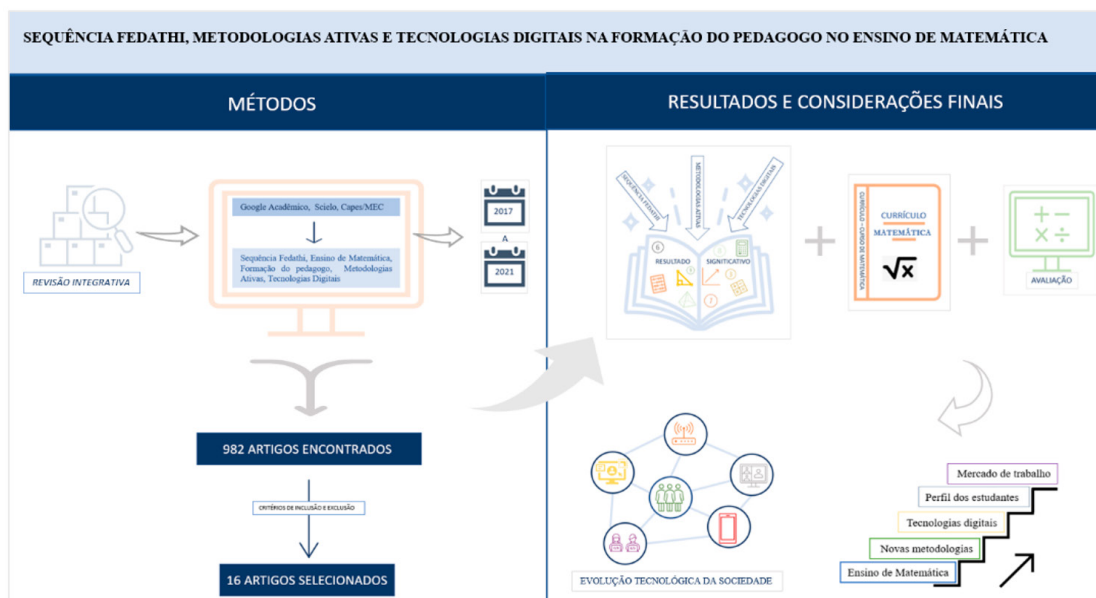 SEQUÊNCIA FEDATHI, METODOLOGIAS ATIVAS E TECNOLOGIAS DIGITAIS NA FORMAÇÃO DO PEDAGOGO NO ENSINO DE MATEMÁTICA
MÉTODOS
REVISÃO INTEGRATIVA
Google Acadêmico, Scielo, Capes/MEC
Sequência Fedathi, Ensino de Matemática,
Formação do pedagogo, Metodologias
Ativas, Tecnologias Digitais
2017
A
2021
982 ARTIGOS ENCONTRADOS
CRITÉRIOS DE INCLUSÃO E EXCLUSÃO
16 ARTIGOS SELECIONADOS
RESULTADOS E CONSIDERAÇÕES FINAIS
SEQUÊNCIA FEDATHI
METODOLOGIAS ATIVAS
TECNOLOGIAS DIGITAIS
RESULTADO
SIGNITICATIVO
CURRÍCULO – CURSO DE MATEMÁTICA
CURRÍCULO
MATEMÁTICA
√x
+ −
× ÷
AVALIAÇÃO
EVOLUÇÃO TECNOLÓGICA DA SOCIEDADE
Mercado de trabalho
Perfil dos estudantes
Tecnologias digitais
Novas metodologias
Ensino de Matemática